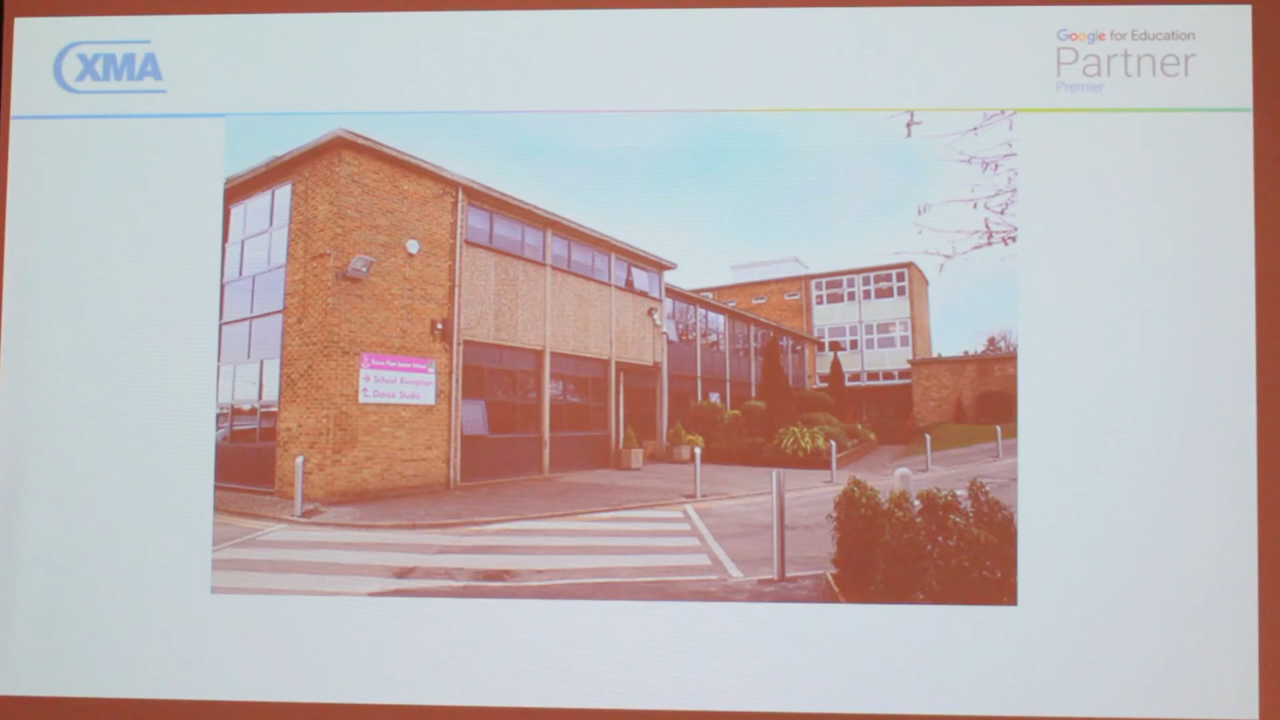 XMA
Google for Education
Partner
Premier
School Reception
Dance Studio